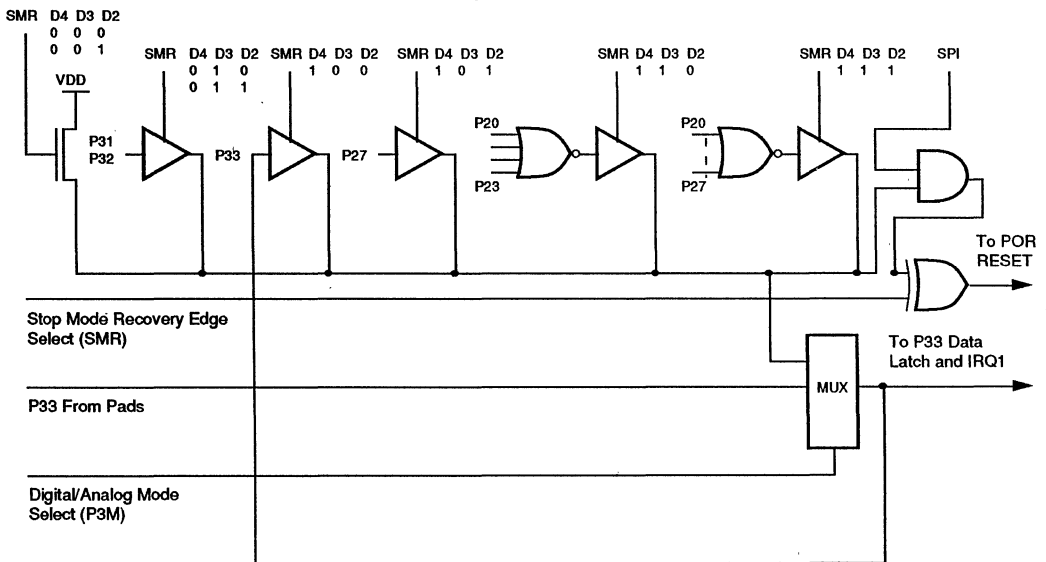 SMR D4 D3 D2
0 0 0
0 0 1
VDD
SMR D4 D3 D2
0 1 0
0 1 1
P31
P32
SMR D4 D3 D2
1 0 0
P33
SMR D4 D3 D2
1 0 1
P27
SMR D4 D3 D2
1 1 0
P20
P23
SMR D4 D3 D2
1 1 1
P20
P27
SPI
To POR
RESET
Stop Mode Recovery Edge
Select (SMR)
To P33 Data
Latch and IRQ1
MUX
P33 From Pads
Digital/Analog Mode
Select (P3M)